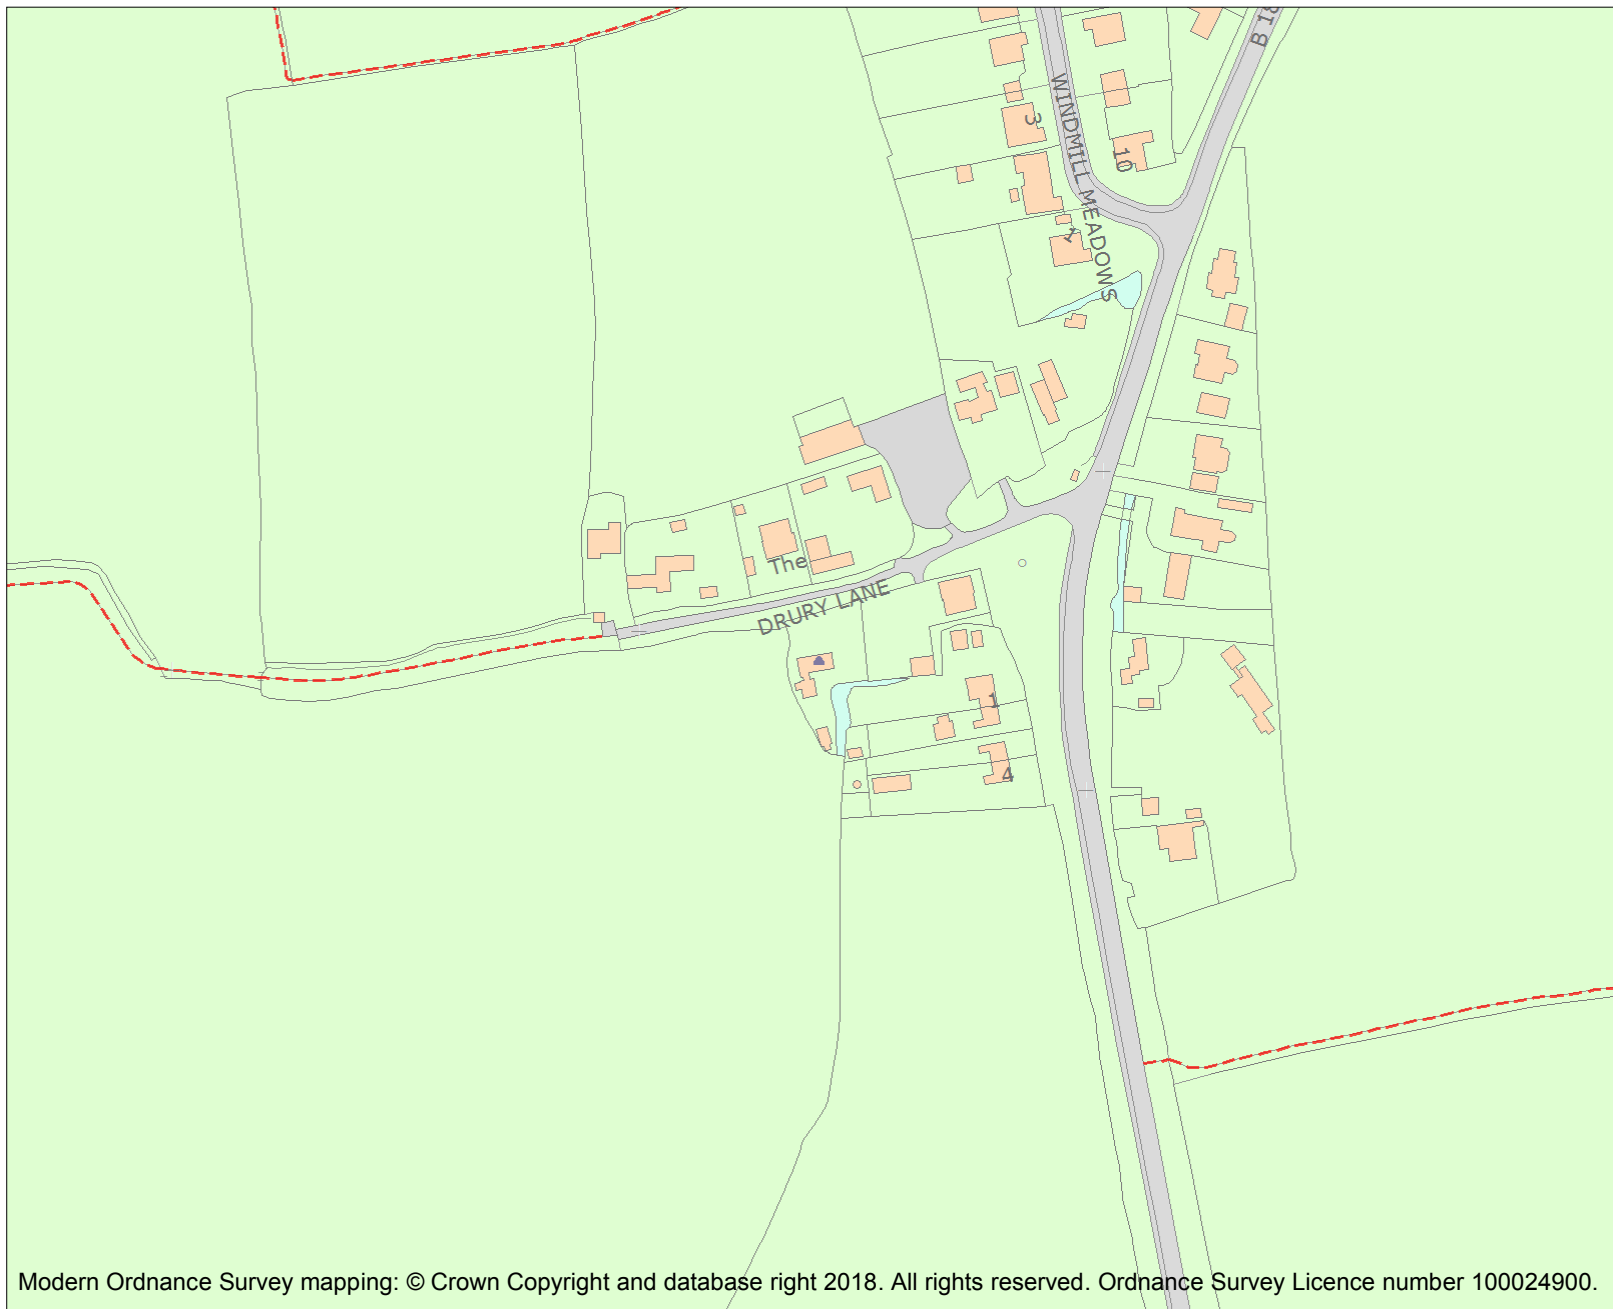 B 18
WINDMILL MEADOWS
3
10
1
The
DRURY LANE
1
4
Modern Ordnance Survey mapping: © Crown Copyright and database right 2018. All rights reserved. Ordnance Survey Licence number 100024900.